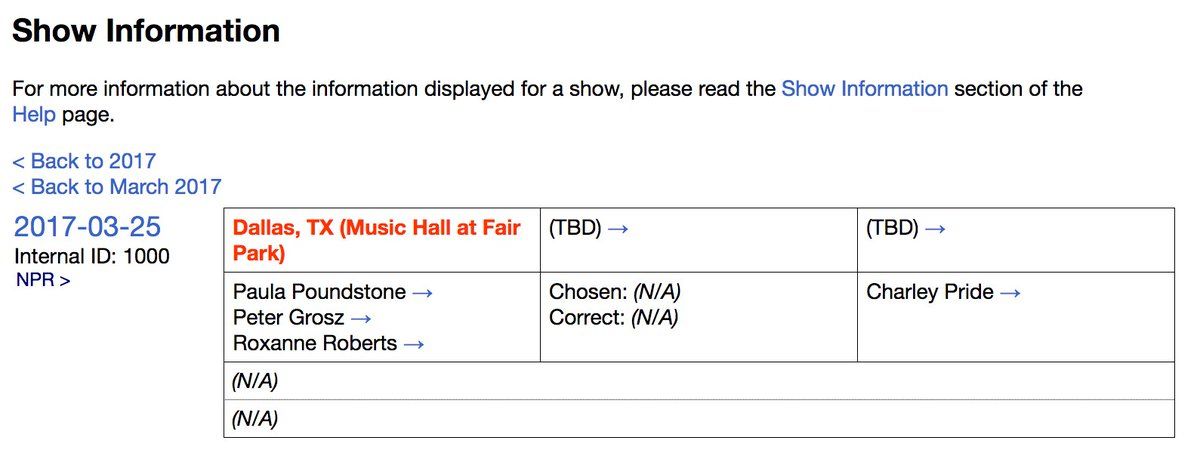 Show Information
For more information about the information displayed for a show, please read the Show Information section of the
Help page.
< Back to 2017
< Back to March 2017
2017-03-25
Internal ID: 1000
NPR >
Dallas, TX (Music Hall at Fair
Park)
(TBD) →
(TBD) →
Paula Poundstone →
Peter Grosz →
Roxanne Roberts →
Chosen: (N/A)
Correct: (N/A)
Charley Pride →
(N/A)
(N/A)